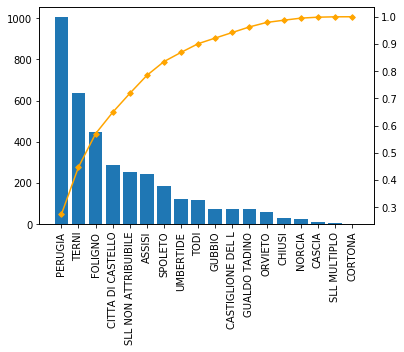 1000
800
600
400
200
0
1.0
0.9
0.8
0.7
0.6
0.5
0.4
0.3
PERUGIA
TERNI
FOLIGNO
CITTA DI CASTELLO
SLL NON ATTRIBUIBILE
ASSISI
SPOLETO
UMBERTIDE
TODI
GUBBIO
CASTIGLIONE DEL L
GUALDO TADINO
ORVIETO
CHIUSI
NORCIA
CASCIA
SLL MULTIPLO
CORTONA